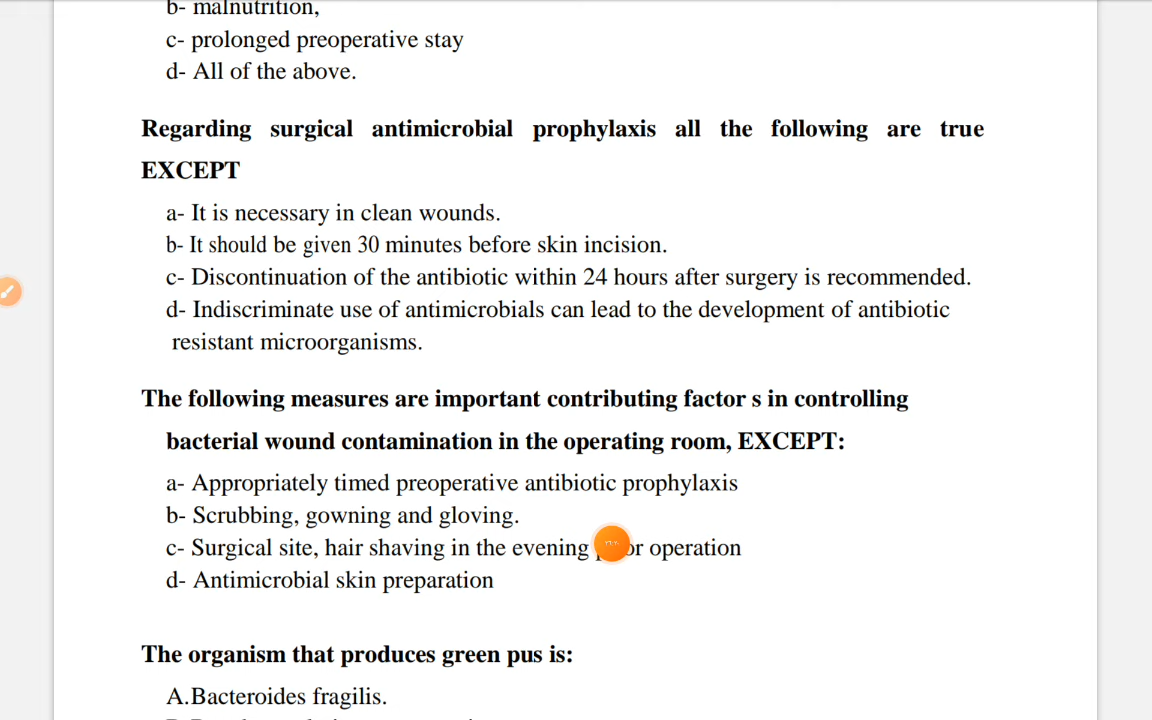 b- malnutrition,
c- prolonged preoperative stay
d- All of the above.
Regarding surgical antimicrobial prophylaxis all the following are true
EXCEPT
a- It is necessary in clean wounds.
b- It should be given 30 minutes before skin incision.
c- Discontinuation of the antibiotic within 24 hours after surgery is recommended.
d- Indiscriminate use of antimicrobials can lead to the development of antibiotic
resistant microorganisms.
The following measures are important contributing factor s in controlling
bacterial wound contamination in the operating room, EXCEPT:
a- Appropriately timed preoperative antibiotic prophylaxis
b- Scrubbing, gowning and gloving.
c- Surgical site, hair shaving in the evening operation
d- Antimicrobial skin preparation
The organism that produces green pus is:
A.Bacteroides fragilis.